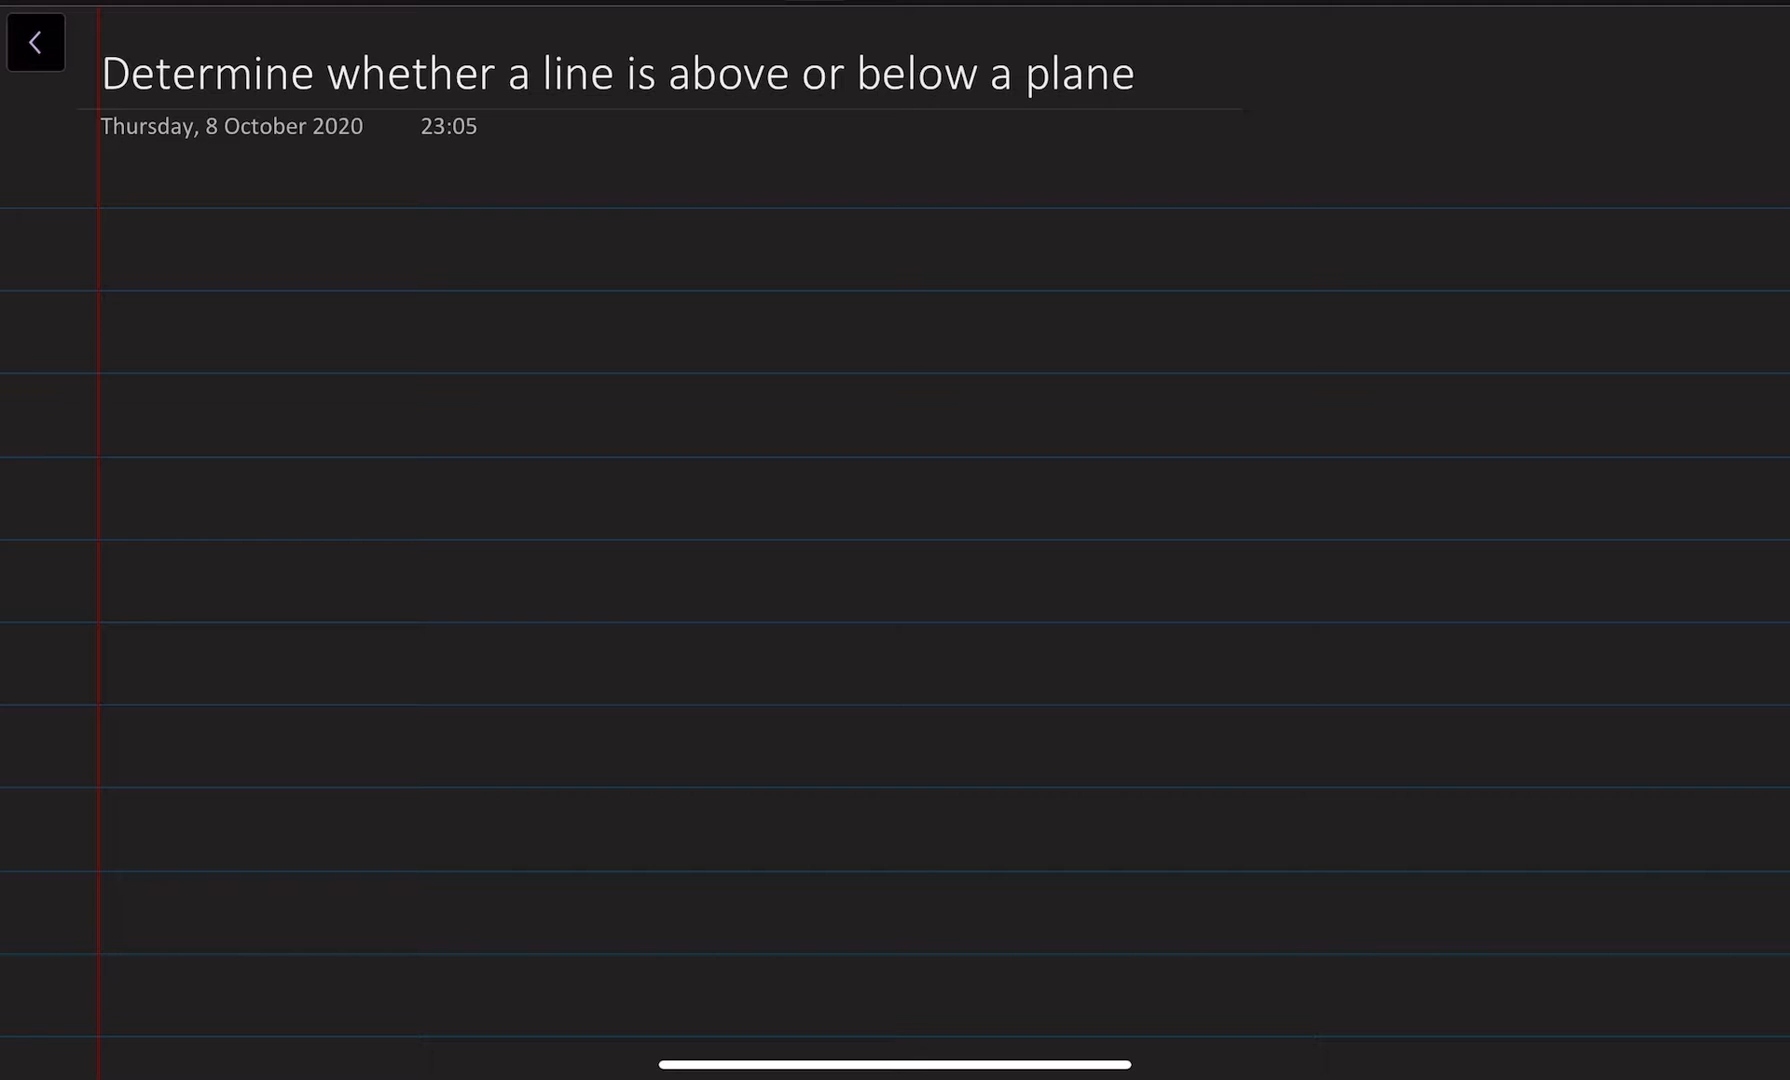 Determine whether a line is above or below a plane
Thursday, 8 October 2020 23:05